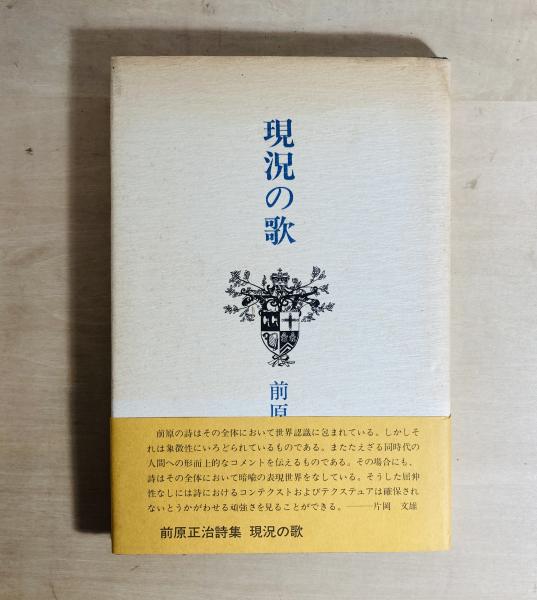 現況の歌
前原
前原の詩はその全体において世界認識に包まれている。しかしそ
れは象徴性にいろどられているものである。またたえざる同時代の
人間への形而上的なコメントを伝えるものである。その場合にも、
詩はその全体において暗喩の表現世界をなしている。そうした屈伸
性なしには詩におけるコンテクストおよびテクステュアは確保され
ないとうかがわせる頑強さを見ることができる。———片岡 文雄
前原正治詩集 現況の歌